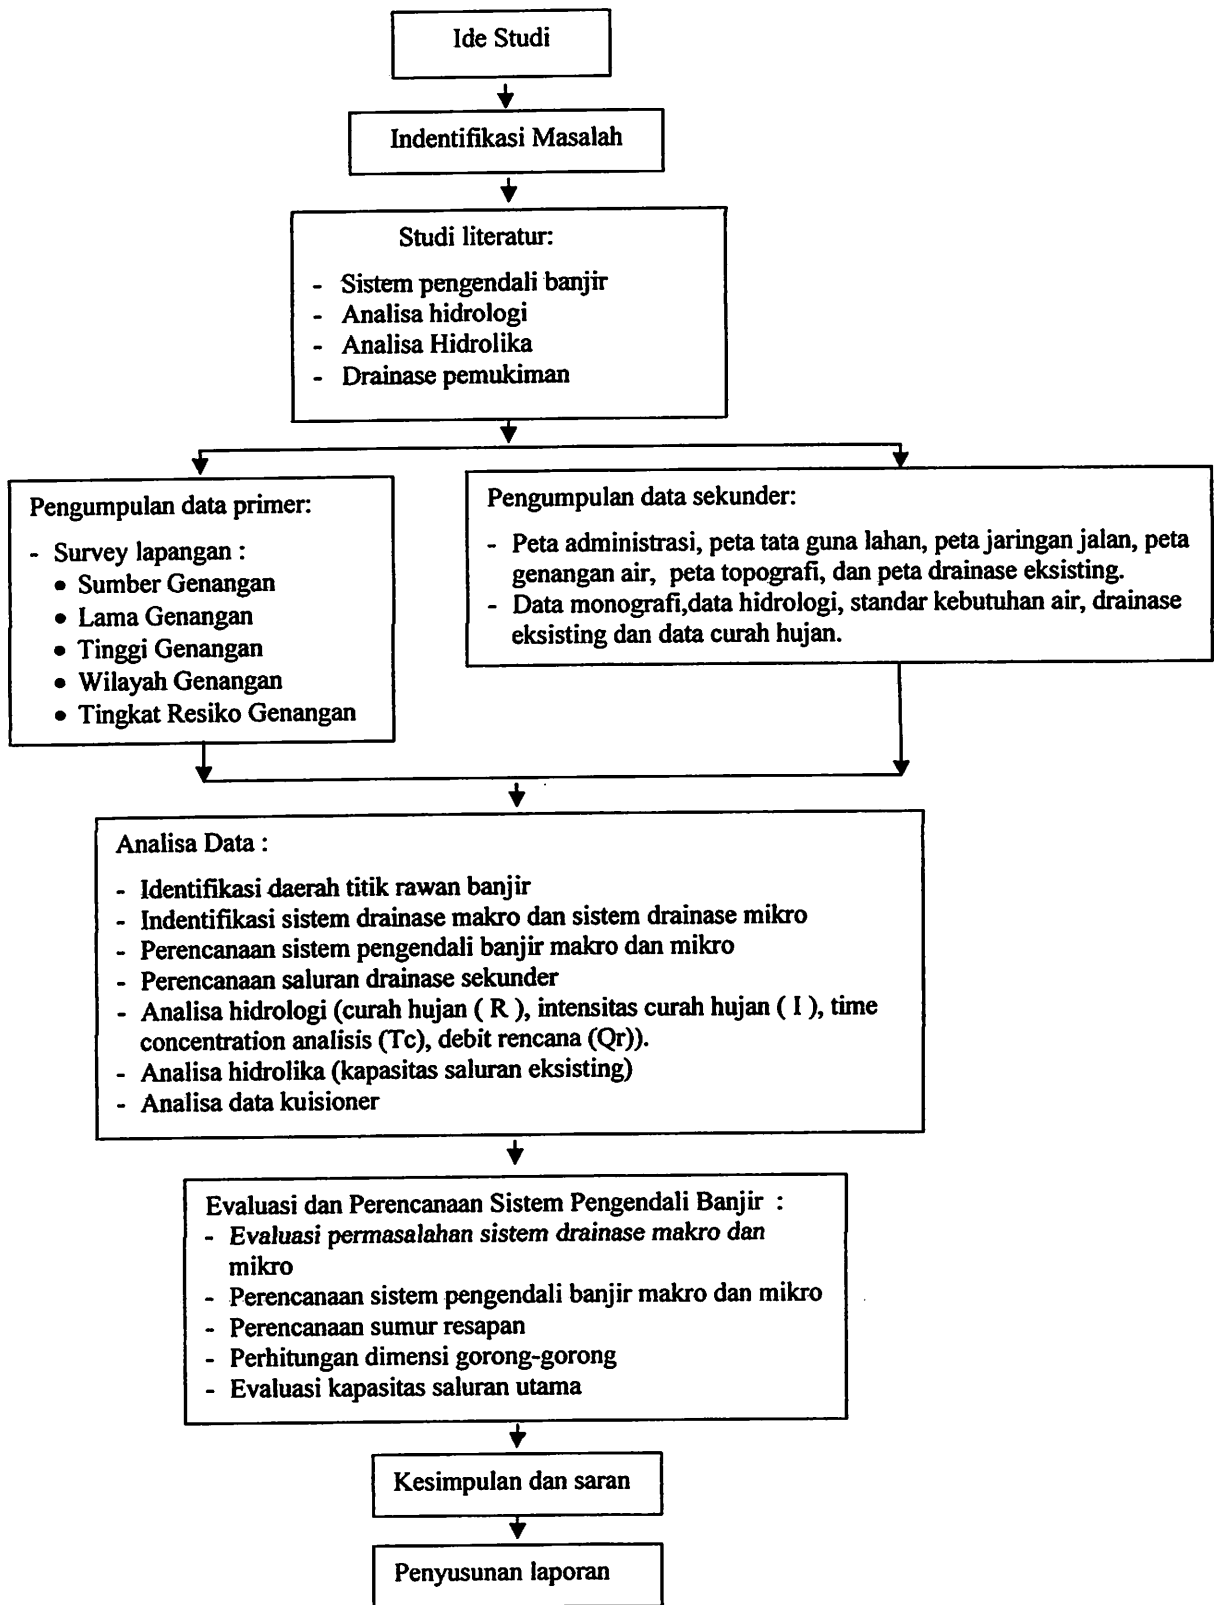 Ide Studi
Indentifikasi Masalah
Studi literatur:
- Sistem pengendali banjir
- Analisa hidrologi
- Analisa Hidrolika
- Drainase pemukiman
Pengumpulan data primer:
- Survey lapangan :
• Sumber Genangan
• Lama Genangan
• Tinggi Genangan
• Wilayah Genangan
• Tingkat Resiko Genangan
Pengumpulan data sekunder:
- Peta administrasi, peta tata guna lahan, peta jaringan jalan, peta
genangan air, peta topografi, dan peta drainase eksisting.
- Data monografi,data hidrologi, standar kebutuhan air, drainase
eksisting dan data curah hujan.
Analisa Data :
- Identifikasi daerah titik rawan banjir
- Indentifikasi sistem drainase makro dan sistem drainase mikro
- Perencanaan sistem pengendali banjir makro dan mikro
- Perencanaan saluran drainase sekunder
- Analisa hidrologi (curah hujan ( R ), intensitas curah hujan ( I ), time
concentration analisis (Tc), debit rencana (Qr)).
- Analisa hidrolika (kapasitas saluran eksisting)
- Analisa data kuisioner
Evaluasi dan Perencanaan Sistem Pengendali Banjir :
- Evaluasi permasalahan sistem drainase makro dan
mikro
- Perencanaan sistem pengendali banjir makro dan mikro
- Perencanaan sumur resapan
- Perhitungan dimensi gorong-gorong
- Evaluasi kapasitas saluran utama
Kesimpulan dan saran
Penyusunan laporan